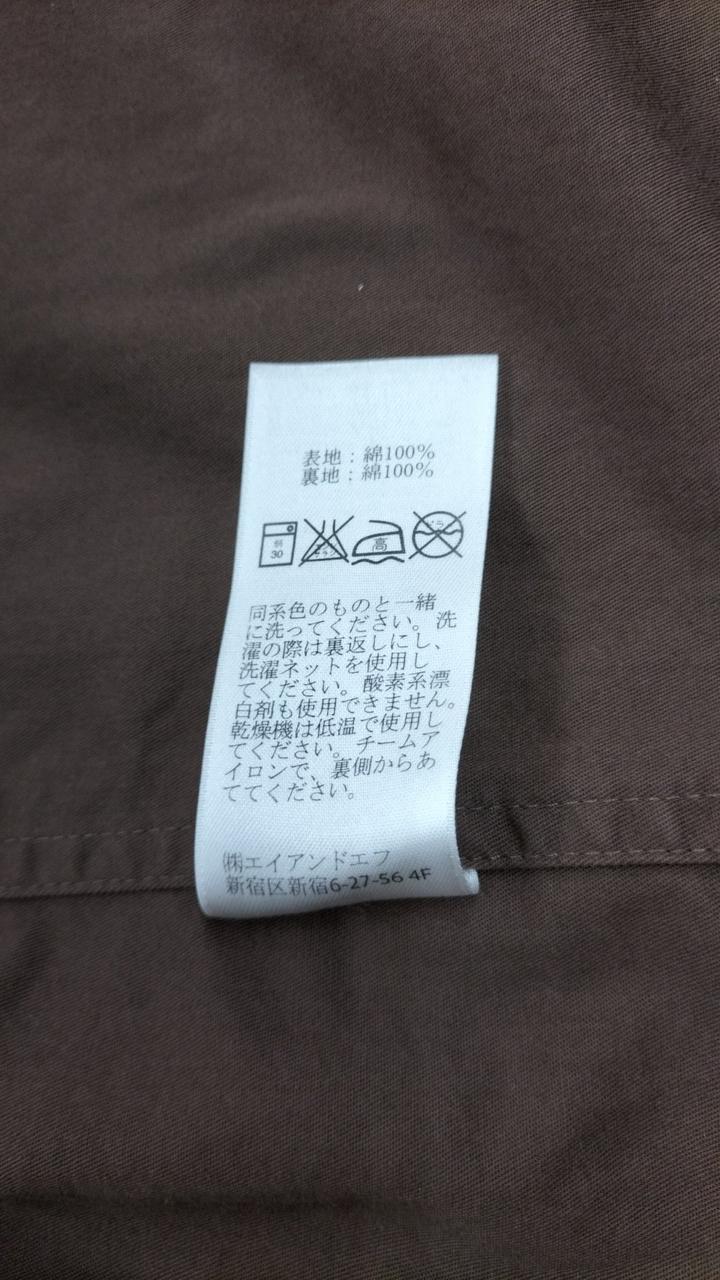 表地：綿100%
裏地：綿100%
弱
30
高
ドライ
同系色のものと一緒
に洗ってください。 洗
濯の際は裏返しにし、
洗濯ネットを使用し
てください。 酸素系漂
白剤も使用できません。
乾燥機は低温で使用し
てください。 チームア
イロンで、裏側からあ
ててください。
㈱エイアンドエフ
新宿区新宿6-27-56 4F